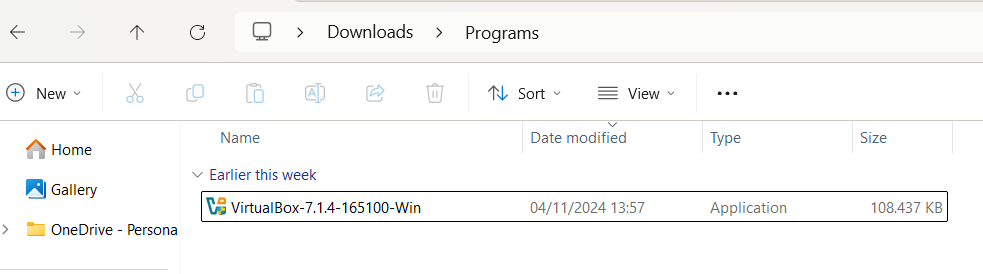 Downloads > Programs
New Sort View
Name Date modified Type Size
Home
Earlier this week
Gallery
VirtualBox-7.1.4-165100-Win 04/11/2024 13:57 Application 108.437 KB
OneDrive - Persona